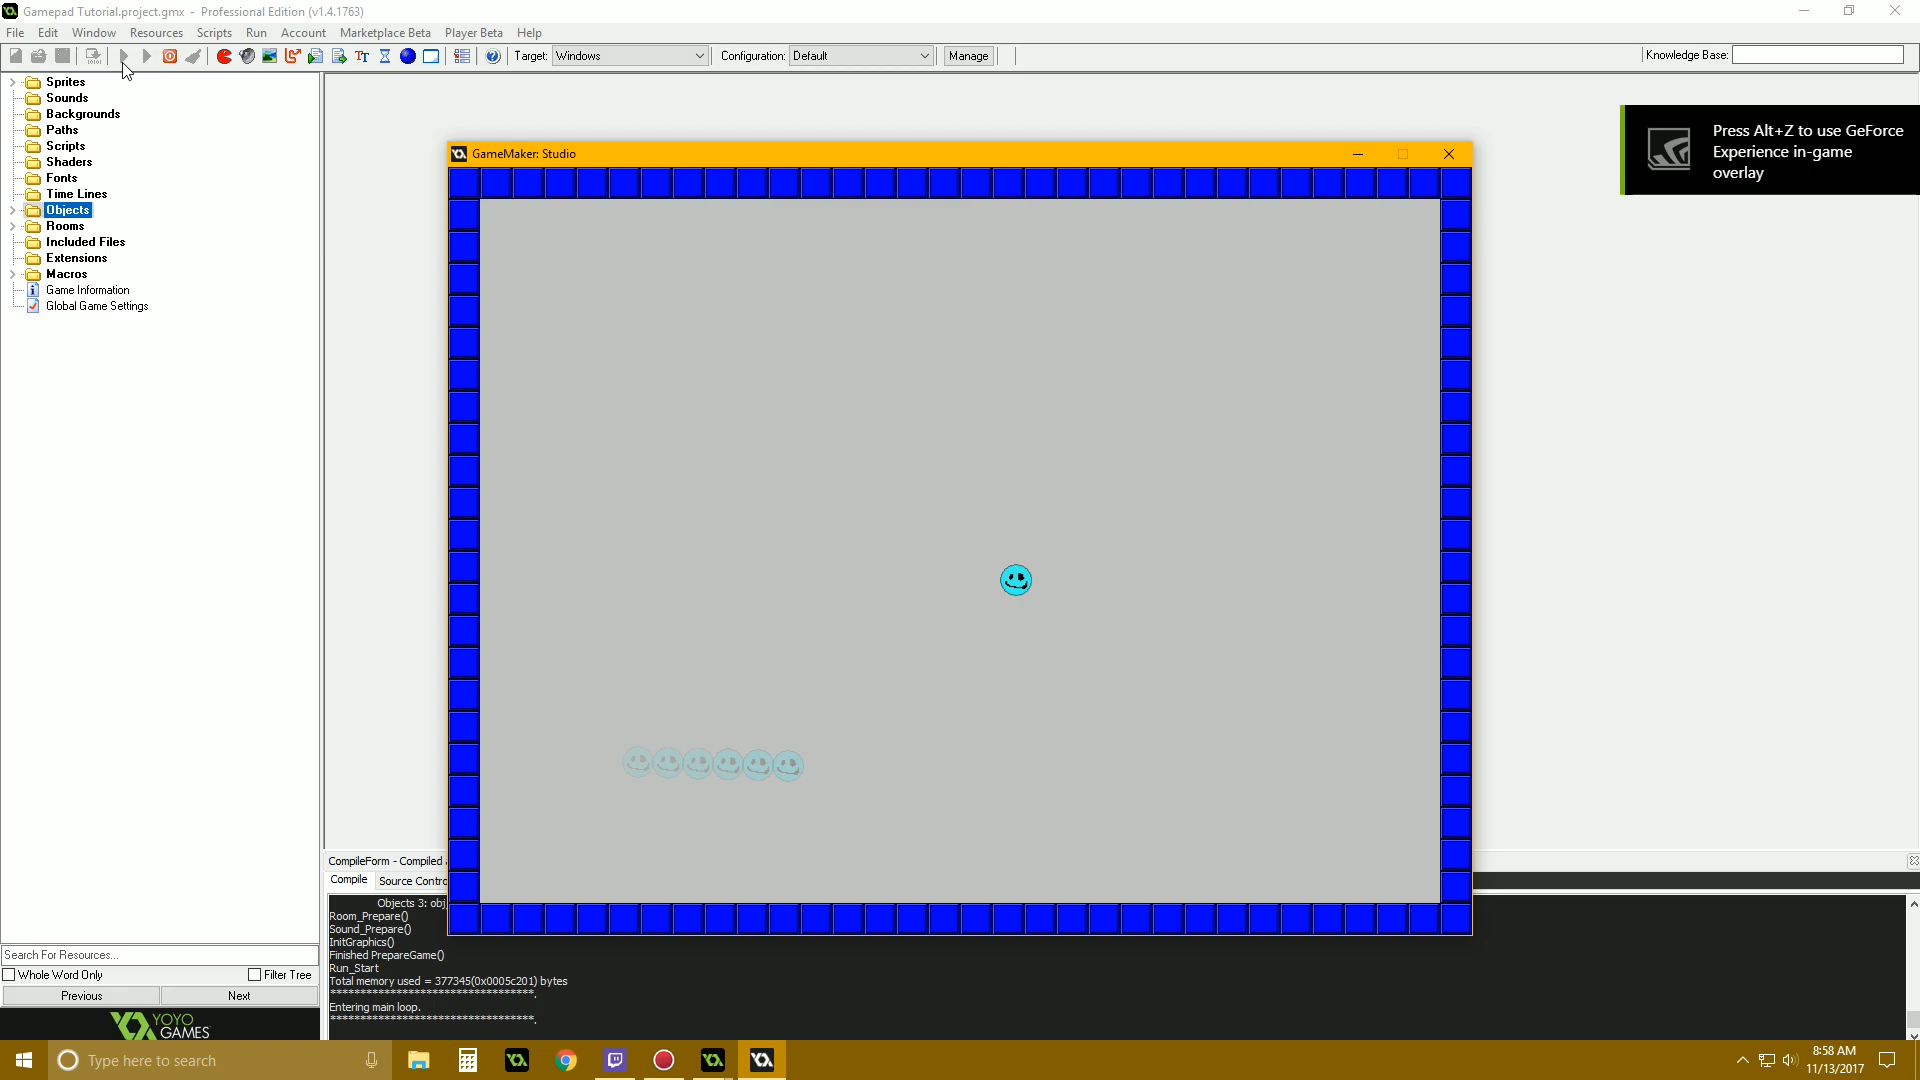 Gamepad Tutorial.project.gmx - Professional Edition (v1.4.1763)
File Edit Window Resources Scripts Run Account Marketplace Beta Player Beta Help
Target: Windows Configuration: Default Manage Knowledge Base:
Sprites
Sounds
Backgrounds
Paths
Scripts
Shaders
Fonts
Time Lines
Objects
Rooms
Included Files
Extensions
Macros
Game Information
Global Game Settings
GameMaker: Studio
Press Alt+Z to use GeForce
Experience in-game
overlay
CompileForm - Compiled
Compile Source Contro
Objects 3: obj
Room_Prepare()
Sound_Prepare()
InitGraphics()
Finished PrepareGame()
Run_Start
Total memory used = 377345(0x0005c201) bytes
***********************************.
Entering main loop.
***********************************.
Search For Resources...
Whole Word Only Filter Tree
Previous Next
YOYO
GAMES
Type here to search
8:58 AM
11/13/2017